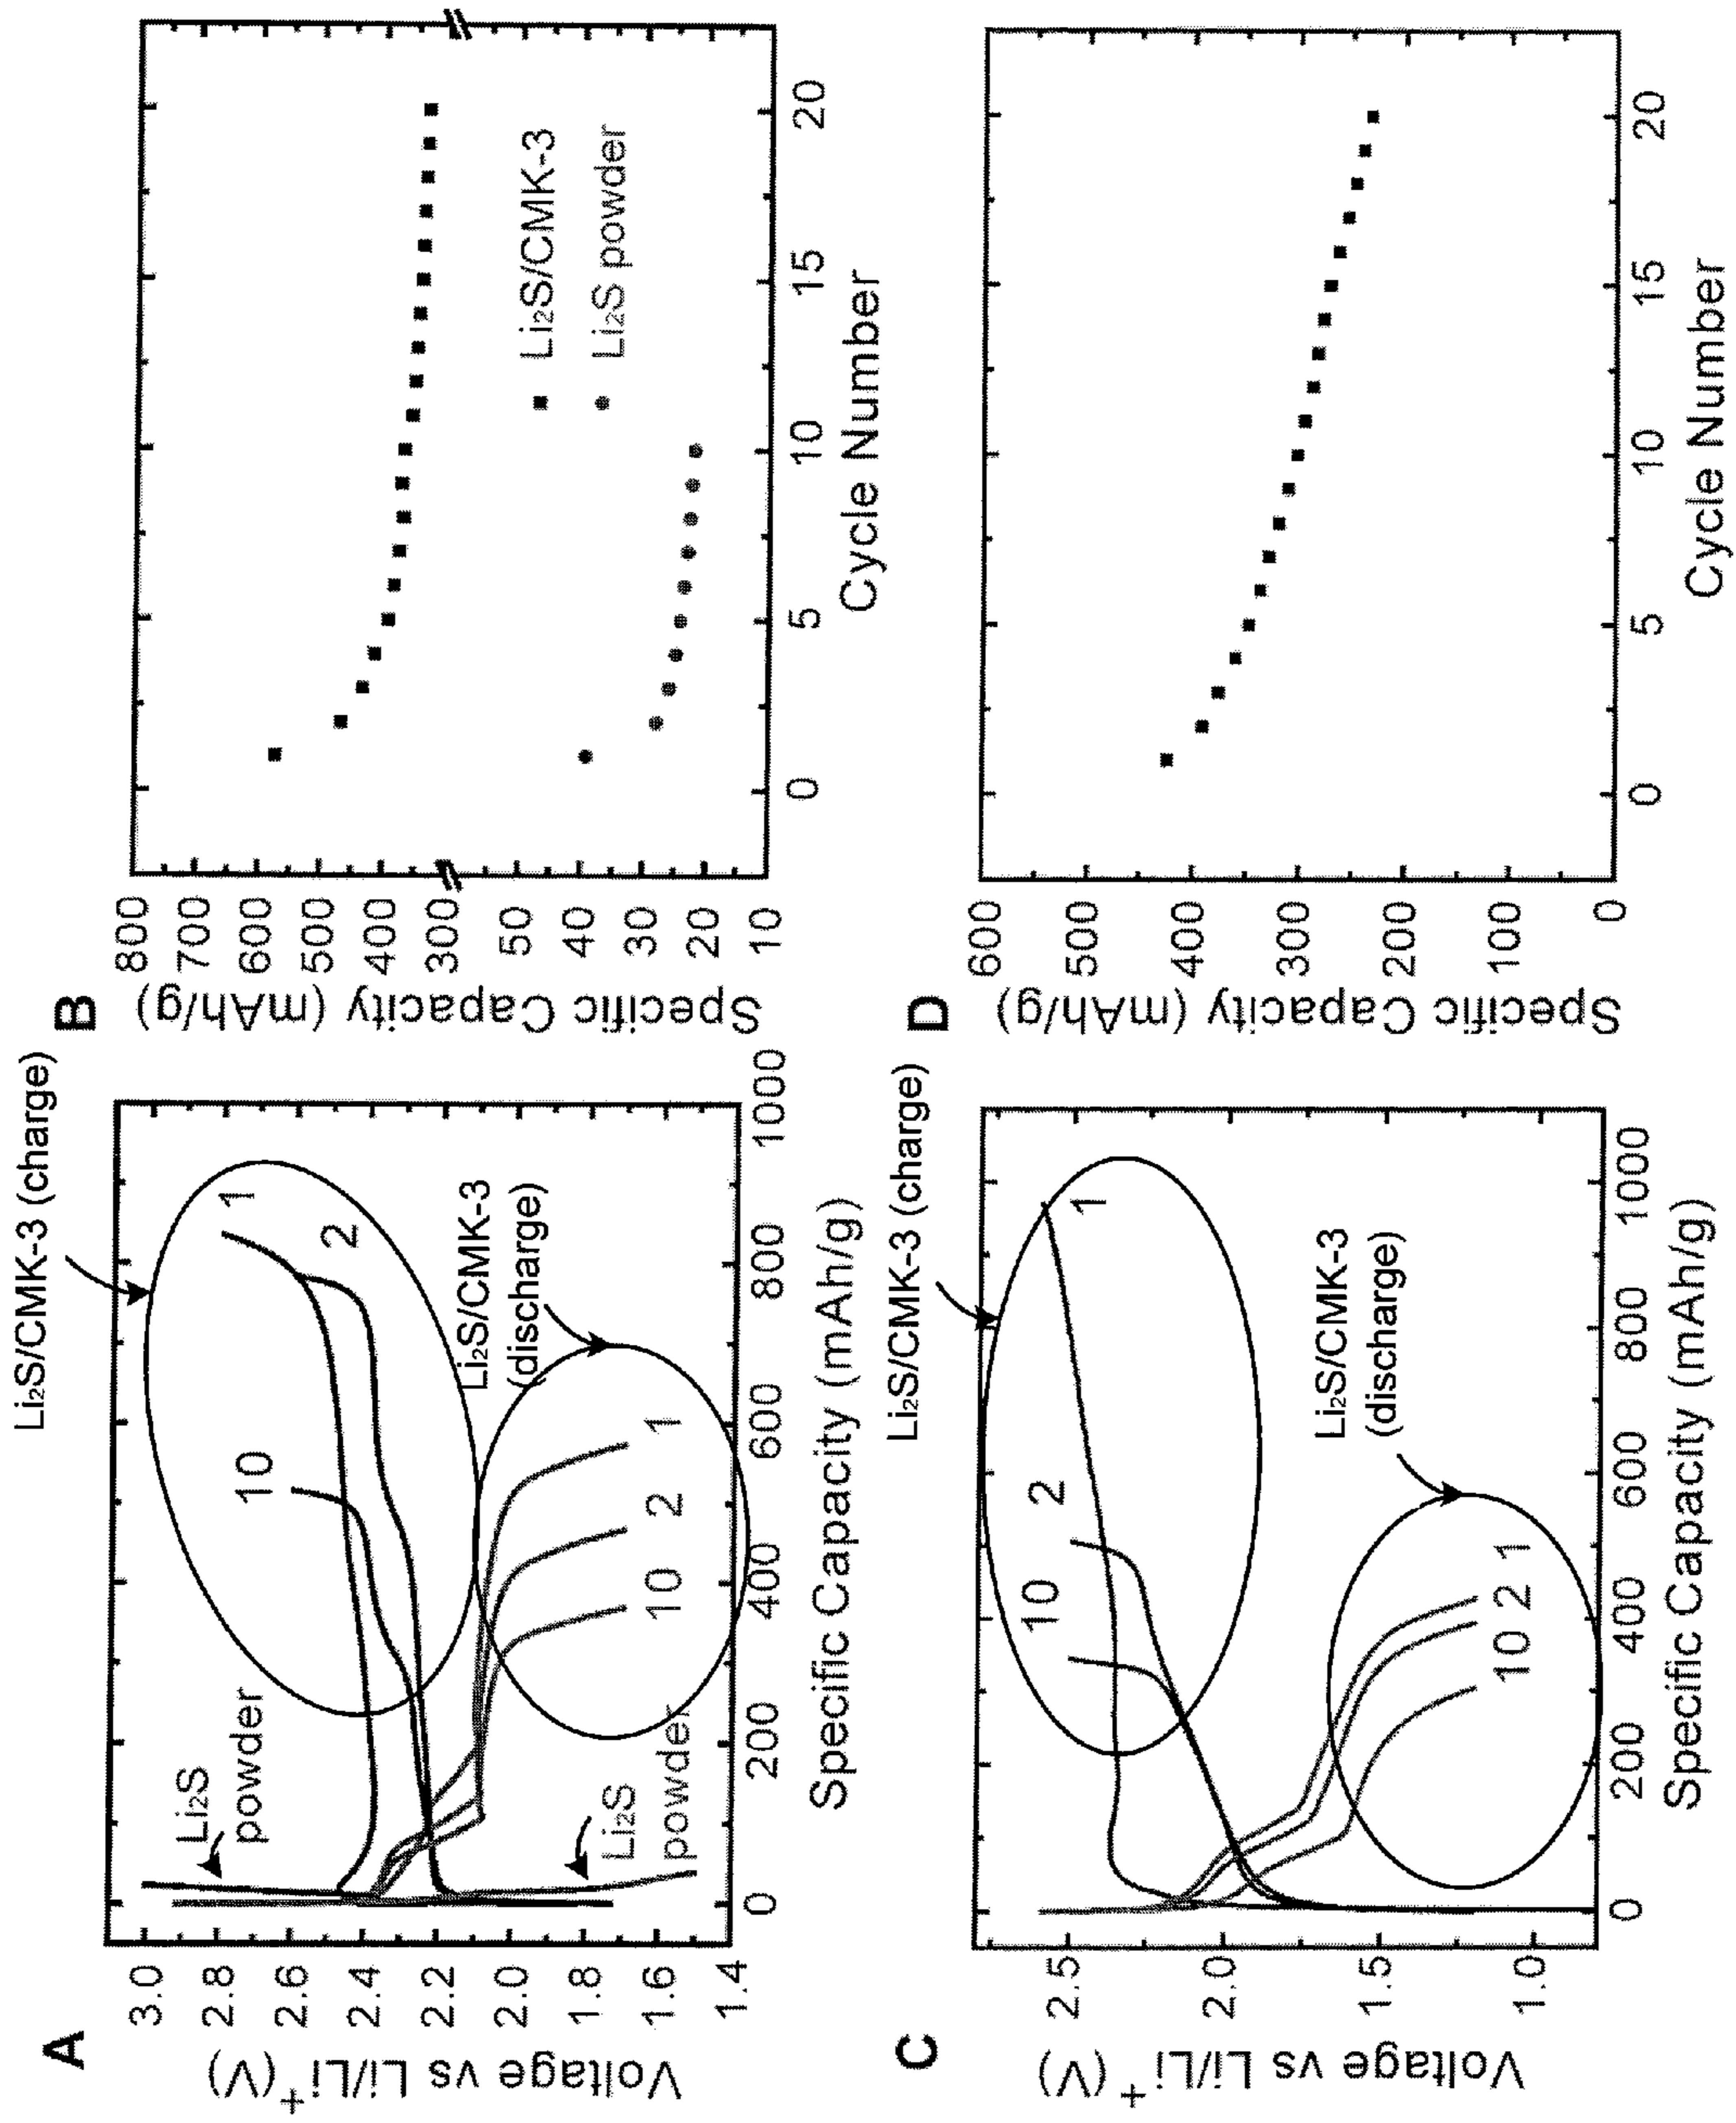 A
Li₂S/CMK-3 (charge)
Li₂S
powder
10
1
2
Li₂S/CMK-3
(discharge)
1
2
10
Li₂S
powder
3.0
2.8
2.6
2.4
2.2
2.0
1.8
1.6
1.4
Voltage vs Li/Li⁺(V)
0 200 400 600 800 1000
Specific Capacity (mAh/g)
B
800
700
600
500
400
300
50
40
30
20
10
Specific Capacity (mAh/g)
Li₂S/CMK-3
Li₂S powder
0 5 10 15 20
Cycle Number
C
Li₂S/CMK-3 (charge)
10
2
1
Li₂S/CMK-3
(discharge)
10 2 1
2.5
2.0
1.5
1.0
Voltage vs Li/Li⁺(V)
0 200 400 600 800 1000
Specific Capacity (mAh/g)
D
600
500
400
300
200
100
0
Specific Capacity (mAh/g)
0 5 10 15 20
Cycle Number